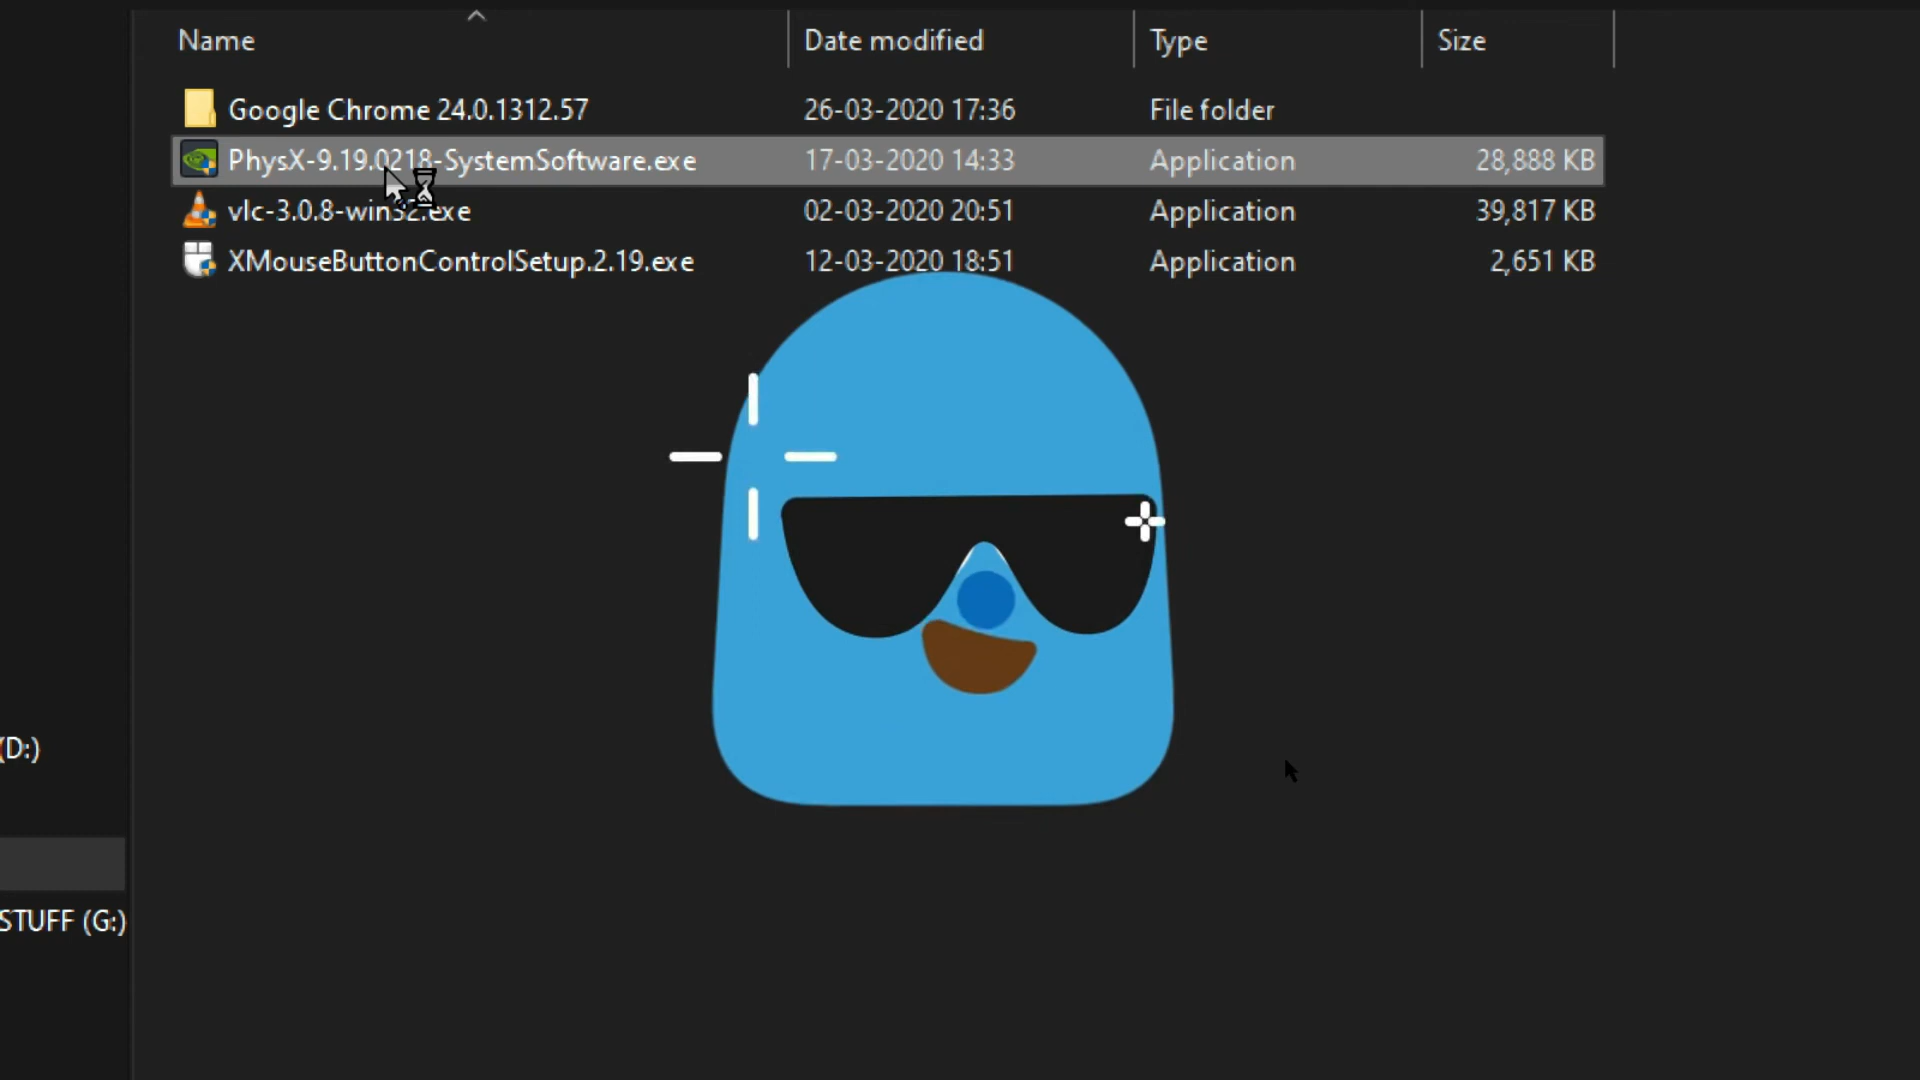 Name Date modified Type Size
Google Chrome 24.0.1312.57 26-03-2020 17:36 File folder
PhysX-9.19.0218-SystemSoftware.exe 17-03-2020 14:33 Application 28,888 KB
vlc-3.0.8-win32.exe 02-03-2020 20:51 Application 39,817 KB
XMouseButtonControlSetup.2.19.exe 12-03-2020 18:51 Application 2,651 KB
(D:)
STUFF (G:)